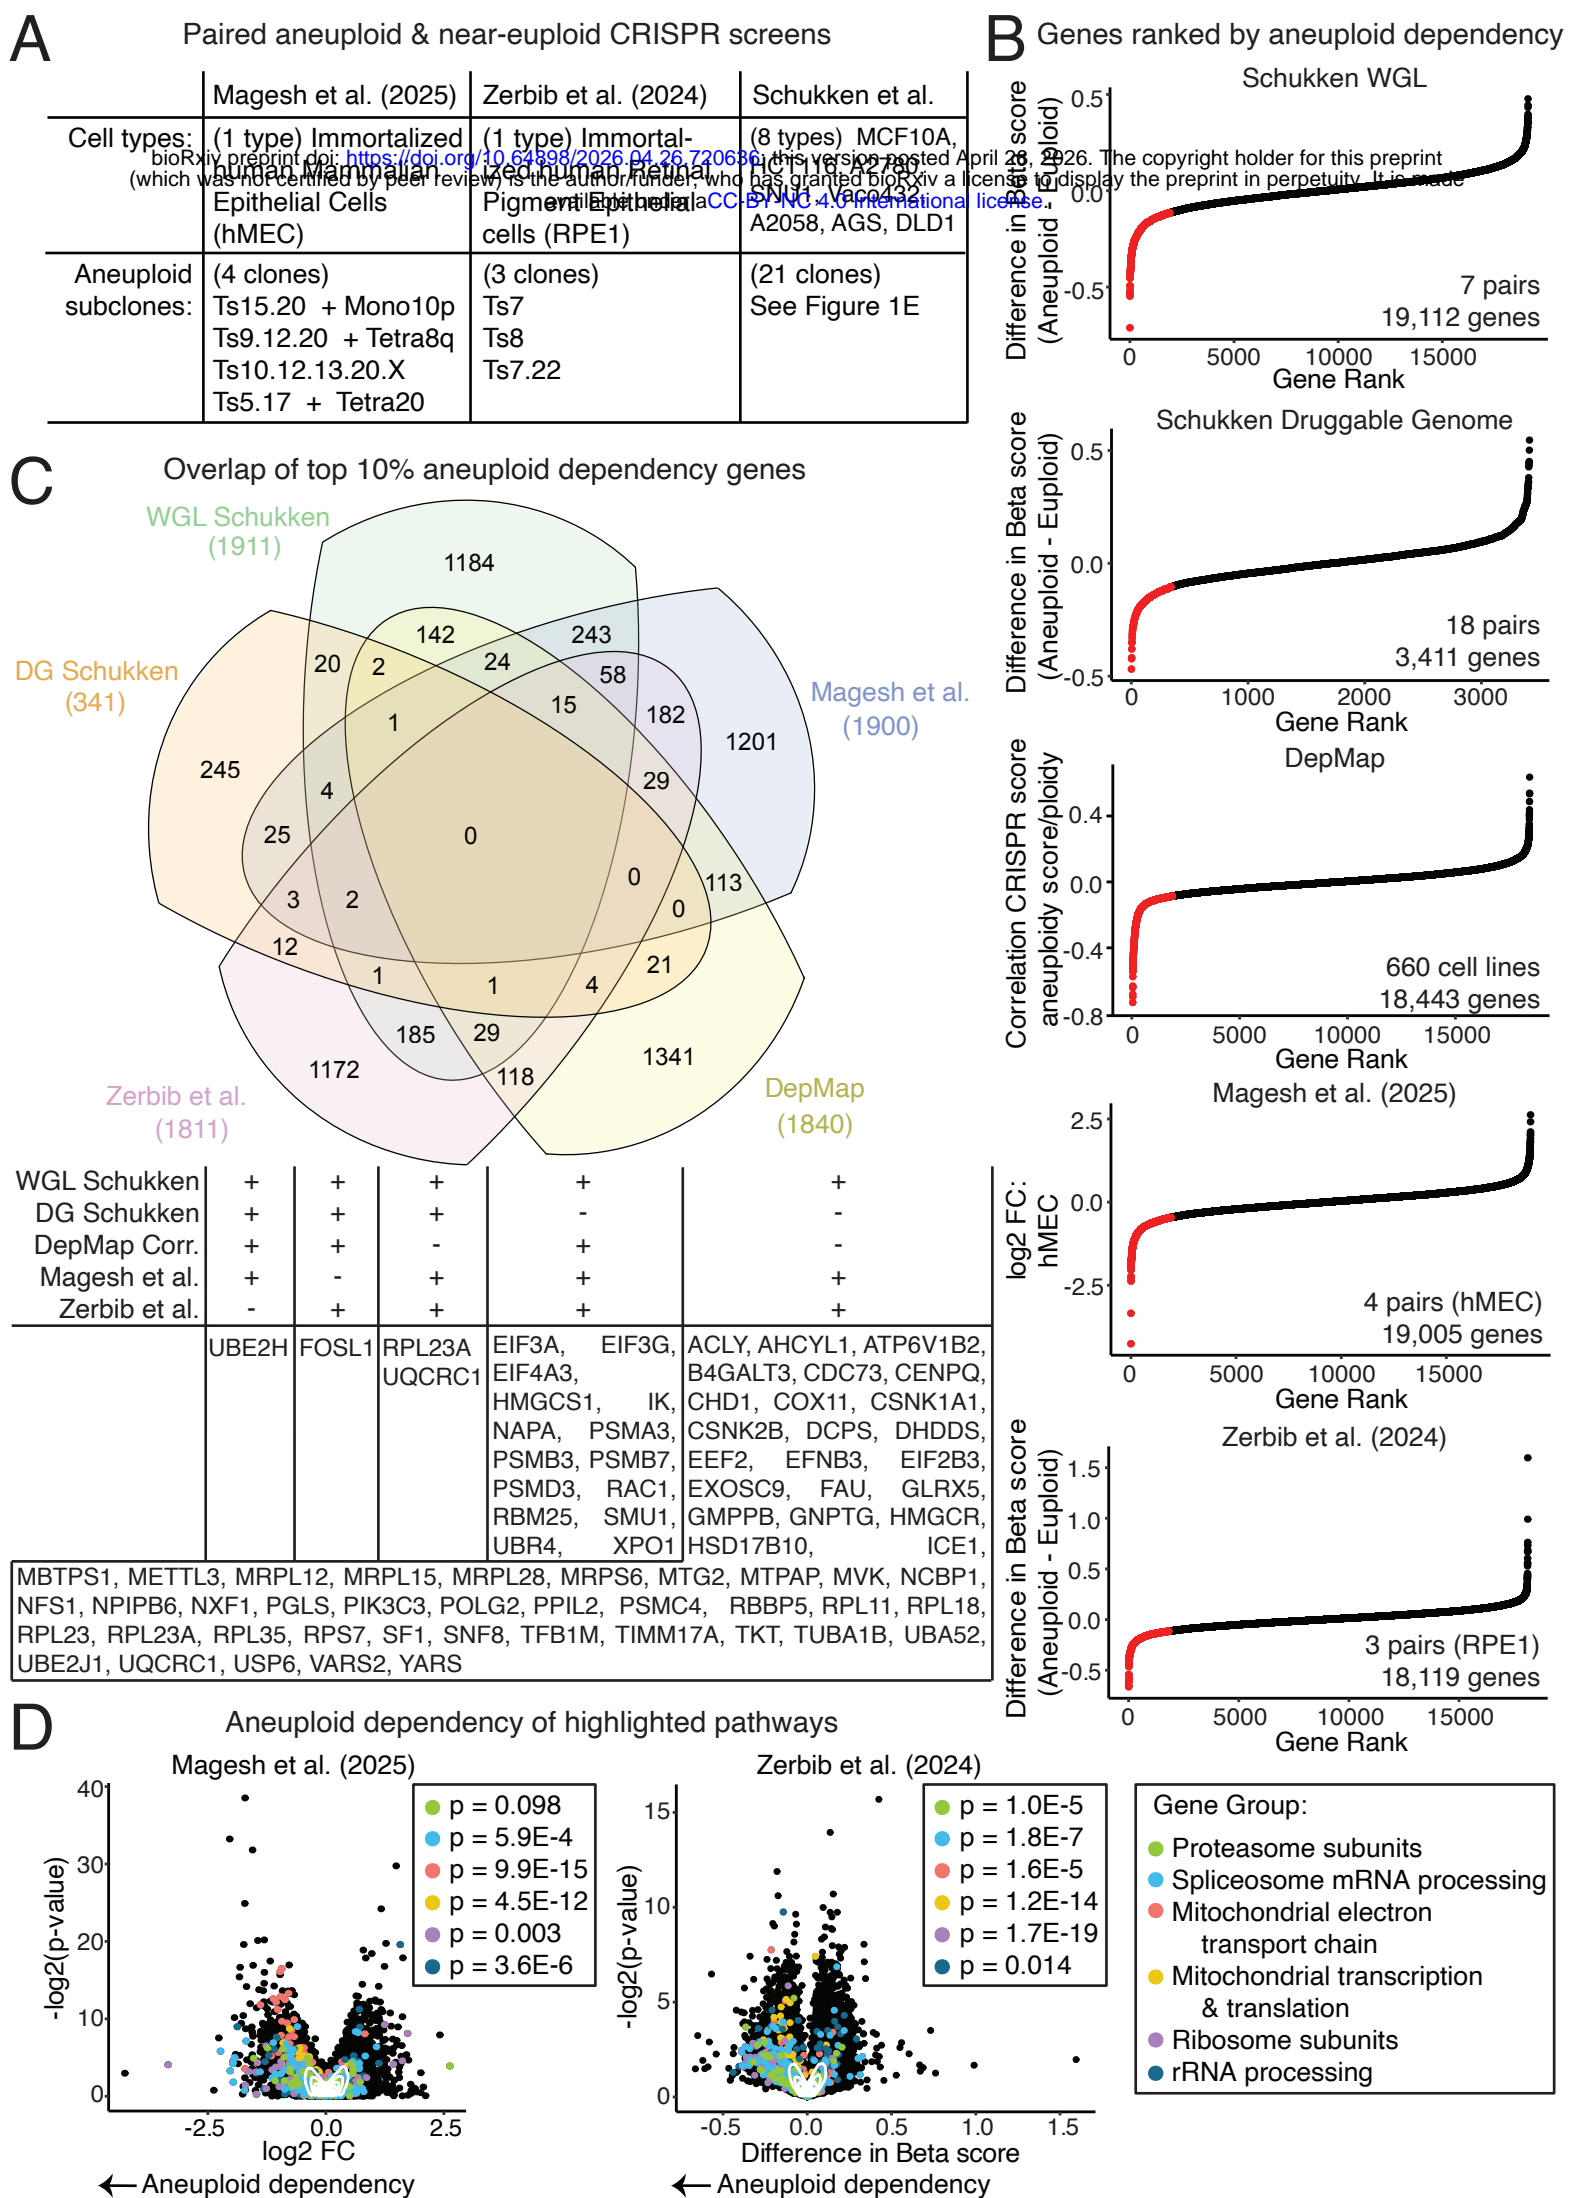 A
Paired aneuploid & near-euploid CRISPR screens
Magesh et al. (2025)
Zerbib et al. (2024)
Schukken et al.
Cell types:
(1 type) Immortalized
human Mammalian
Epithelial Cells
(hMEC)
(1 type) Immortal-
ized human Retinal
Pigment Epithelial
cells (RPE1)
(8 types) MCF10A,
HCT116, A2780,
SNU1, Vaco432,
A2058, AGS, DLD1
bioRxiv preprint doi: https://doi.org/10.64898/2026.04.26.720636; this version posted April 28, 2026. The copyright holder for this preprint
(which was not certified by peer review) is the author/funder, who has granted bioRxiv a license to display the preprint in perpetuity. It is made
available under aCC-BY-NC 4.0 International license.
Aneuploid
subclones:
(4 clones)
Ts15.20 + Mono10p
Ts9.12.20 + Tetra8q
Ts10.12.13.20.X
Ts5.17 + Tetra20
(3 clones)
Ts7
Ts8
Ts7.22
(21 clones)
See Figure 1E
B
Genes ranked by aneuploid dependency
Schukken WGL
Difference in Beta score
(Aneuploid - Euploid)
0.5
0.0
-0.5
7 pairs
19,112 genes
0 5000 10000 15000
Gene Rank
Schukken Druggable Genome
Difference in Beta score
(Aneuploid - Euploid)
0.5
0.0
-0.5
18 pairs
3,411 genes
0 1000 2000 3000
Gene Rank
DepMap
Correlation CRISPR score
aneuploidy score/ploidy
0.4
0.0
-0.4
-0.8
660 cell lines
18,443 genes
0 5000 10000 15000
Gene Rank
Magesh et al. (2025)
log2 FC:
hMEC
2.5
0.0
-2.5
4 pairs (hMEC)
19,005 genes
0 5000 10000 15000
Gene Rank
Zerbib et al. (2024)
Difference in Beta score
(Aneuploid - Euploid)
1.5
1.0
0.5
0.0
-0.5
3 pairs (RPE1)
18,119 genes
0 5000 10000 15000
Gene Rank
C
Overlap of top 10% aneuploid dependency genes
WGL Schukken
(1911)
DG Schukken
(341)
Magesh et al.
(1900)
Zerbib et al.
(1811)
DepMap
(1840)
1184
142
243
20
2
24
58
15
182
1
1201
245
29
4
25
0
0
113
3
2
0
12
1
1
4
21
185
29
1172
118
1341
WGL Schukken + + + + +
DG Schukken + + + - -
DepMap Corr. + + - + -
Magesh et al. + - + + +
Zerbib et al. - + + + +
UBE2H
FOSL1
RPL23A
UQCRC1
EIF3A, EIF3G,
EIF4A3,
HMGCS1, IK,
NAPA, PSMA3,
PSMB3, PSMB7,
PSMD3, RAC1,
RBM25, SMU1,
UBR4, XPO1
ACLY, AHCYL1, ATP6V1B2,
B4GALT3, CDC73, CENPQ,
CHD1, COX11, CSNK1A1,
CSNK2B, DCPS, DHDDS,
EEF2, EFNB3, EIF2B3,
EXOSC9, FAU, GLRX5,
GMPPB, GNPTG, HMGCR,
HSD17B10, ICE1,
MBTPS1, METTL3, MRPL12, MRPL15, MRPL28, MRPS6, MTG2, MTPAP, MVK, NCBP1,
NFS1, NPIPB6, NXF1, PGLS, PIK3C3, POLG2, PPIL2, PSMC4, RBBP5, RPL11, RPL18,
RPL23, RPL23A, RPL35, RPS7, SF1, SNF8, TFB1M, TIMM17A, TKT, TUBA1B, UBA52,
UBE2J1, UQCRC1, USP6, VARS2, YARS
D
Aneuploid dependency of highlighted pathways
Magesh et al. (2025)
-log2(p-value)
40
30
20
10
0
p = 0.098
p = 5.9E-4
p = 9.9E-15
p = 4.5E-12
p = 0.003
p = 3.6E-6
-2.5 0.0 2.5
log2 FC
← Aneuploid dependency
Zerbib et al. (2024)
-log2(p-value)
15
10
5
0
p = 1.0E-5
p = 1.8E-7
p = 1.6E-5
p = 1.2E-14
p = 1.7E-19
p = 0.014
-0.5 0.0 0.5 1.0 1.5
Difference in Beta score
← Aneuploid dependency
Gene Group:
Proteasome subunits
Spliceosome mRNA processing
Mitochondrial electron
transport chain
Mitochondrial transcription
& translation
Ribosome subunits
rRNA processing